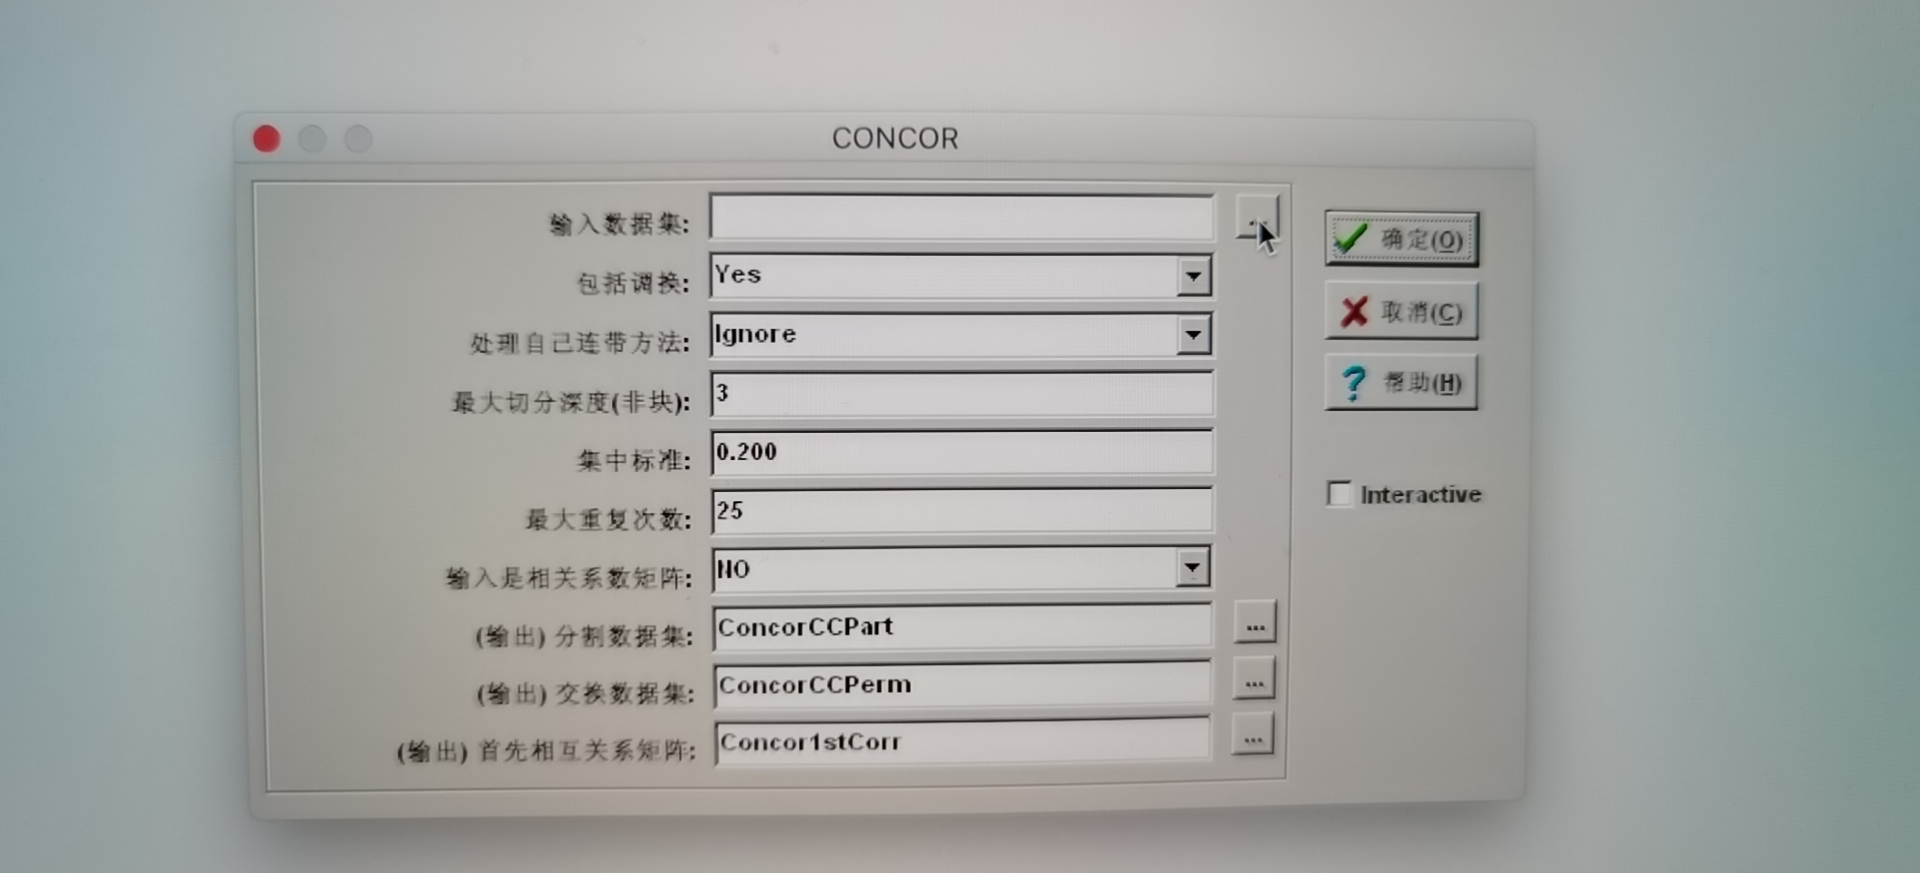 CONCOR
输入数据集:
包括调换: Yes
处理自己连带方法: Ignore
最大切分深度(非块): 3
集中标准: 0.200
最大重复次数: 25
输入是相关系数矩阵: NO
(输出) 分割数据集: ConcorCCPart ...
(输出) 交换数据集: ConcorCCPerm ...
(输出) 首先相互关系矩阵: Concor1stCorr ...
确定(O)
取消(C)
? 帮助(H)
Interactive